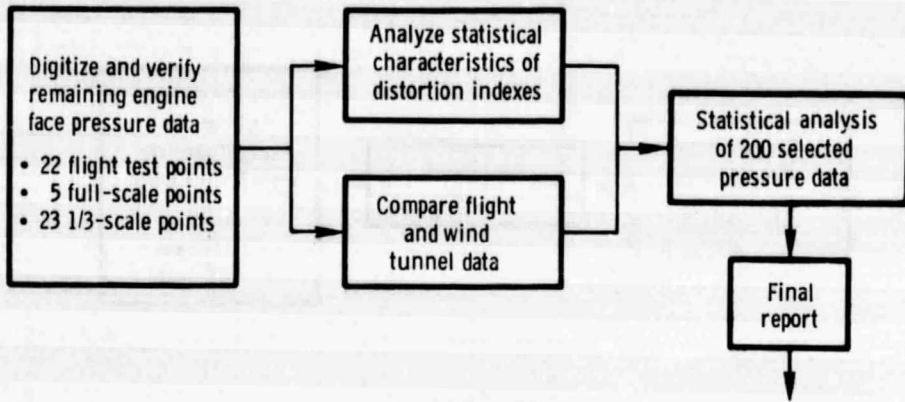 Digitize and verify
remaining engine
face pressure data
• 22 flight test points
• 5 full-scale points
• 23 1/3-scale points
Analyze statistical
characteristics of
distortion indexes
Compare flight
and wind
tunnel data
Statistical analysis
of 200 selected
pressure data
Final
report